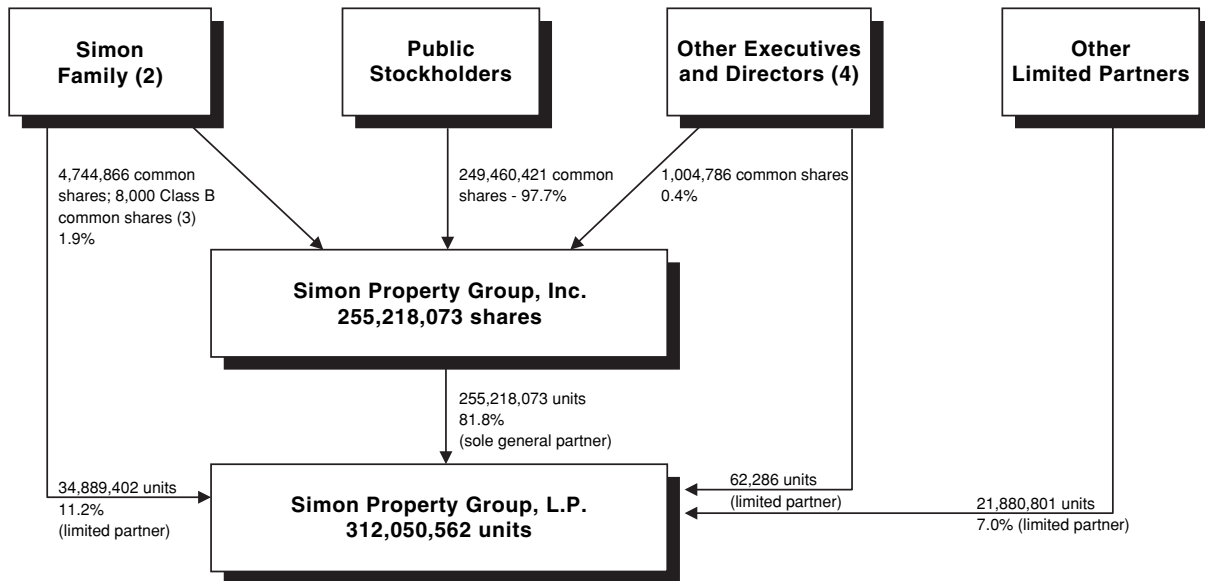 Simon
Family (2)
Public
Stockholders
Other Executives
and Directors (4)
Other
Limited Partners
4,744,866 common
shares; 8,000 Class B
common shares (3)
1.9%
249,460,421 common
shares - 97.7%
1,004,786 common shares
0.4%
Simon Property Group, Inc.
255,218,073 shares
255,218,073 units
81.8%
(sole general partner)
34,889,402 units
11.2%
(limited partner)
Simon Property Group, L.P.
312,050,562 units
62,286 units
(limited partner)
21,880,801 units
7.0% (limited partner)